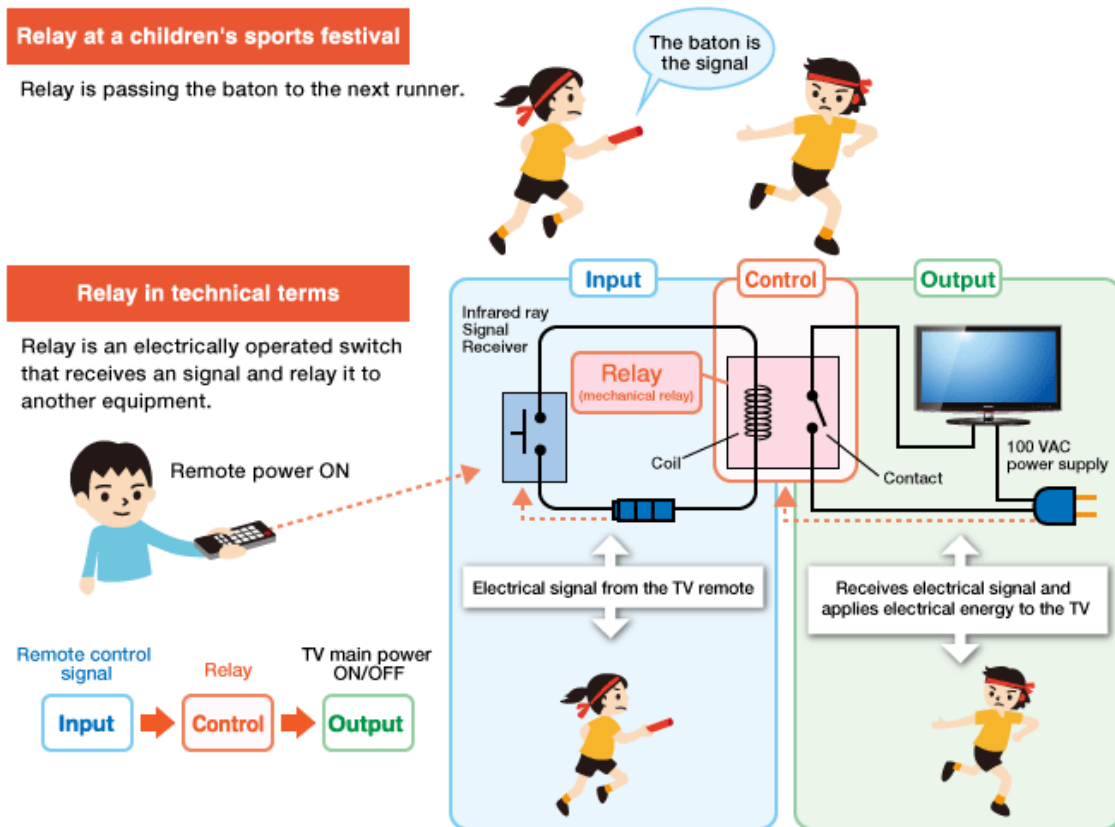 Relay at a children's sports festival
Relay is passing the baton to the next runner.
The baton is
the signal
Relay in technical terms
Relay is an electrically operated switch
that receives an signal and relay it to
another equipment.
Remote power ON
Input
Control
Output
Infrared ray
Signal
Receiver
Relay
(mechanical relay)
Coil
Contact
100 VAC
power supply
Electrical signal from the TV remote
Receives electrical signal and
applies electrical energy to the TV
Remote control
signal
Relay
TV main power
ON/OFF
Input
Control
Output